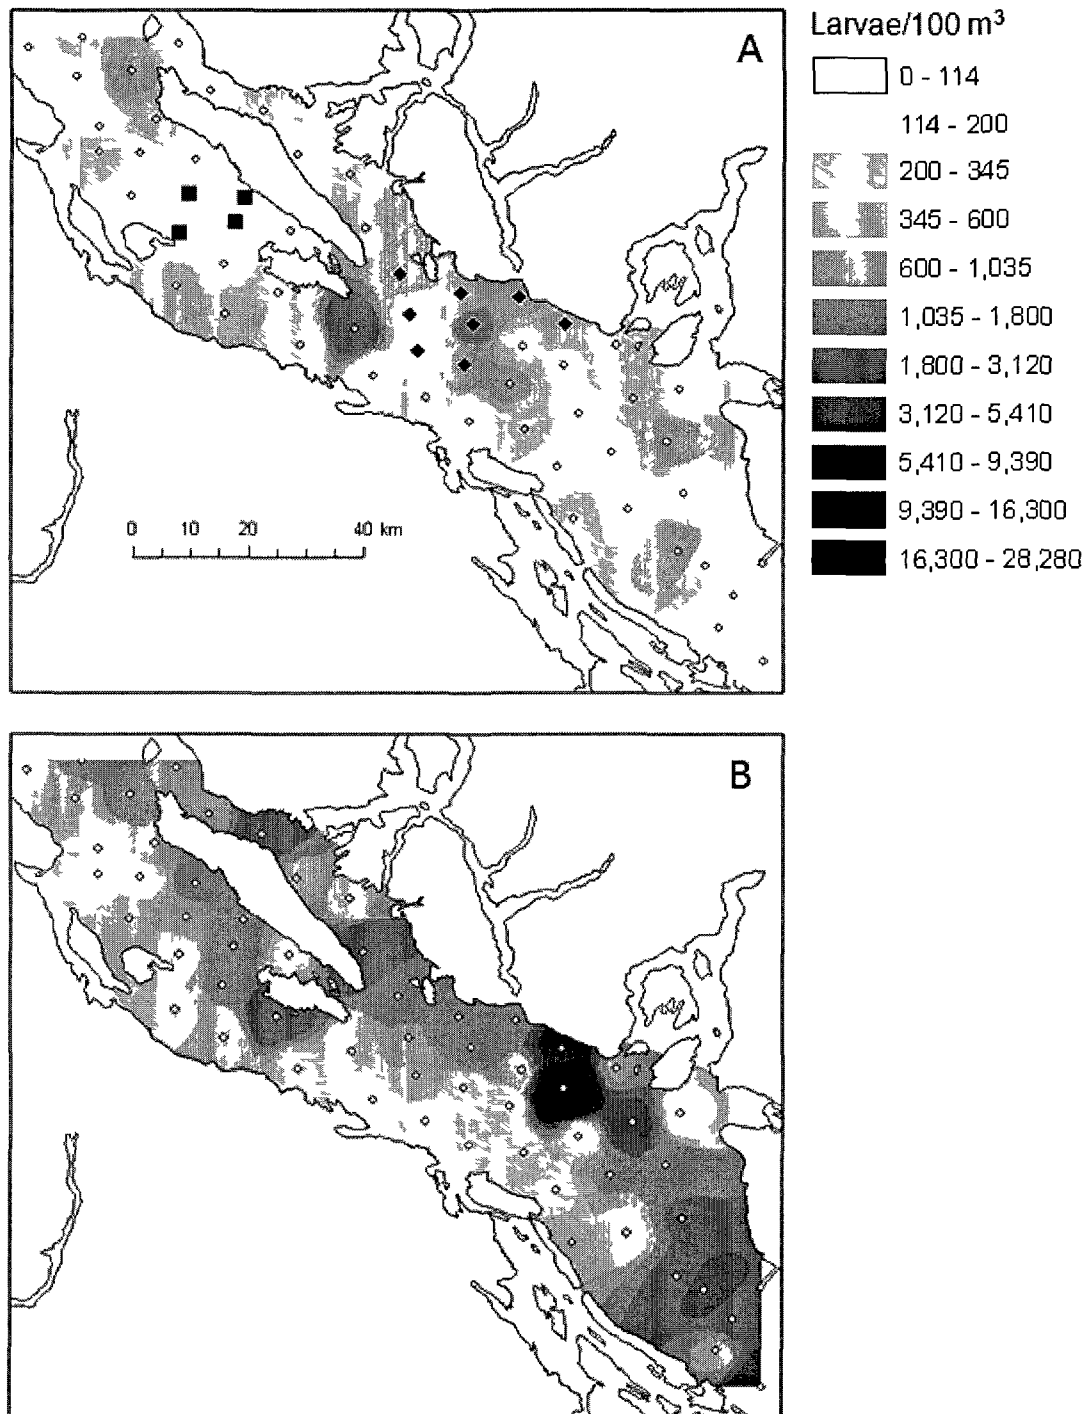 A
Larvae/100 m³
0 - 114
114 - 200
200 - 345
345 - 600
600 - 1,035
1,035 - 1,800
1,800 - 3,120
3,120 - 5,410
5,410 - 9,390
9,390 - 16,300
16,300 - 28,280
0 10 20 40 km
B